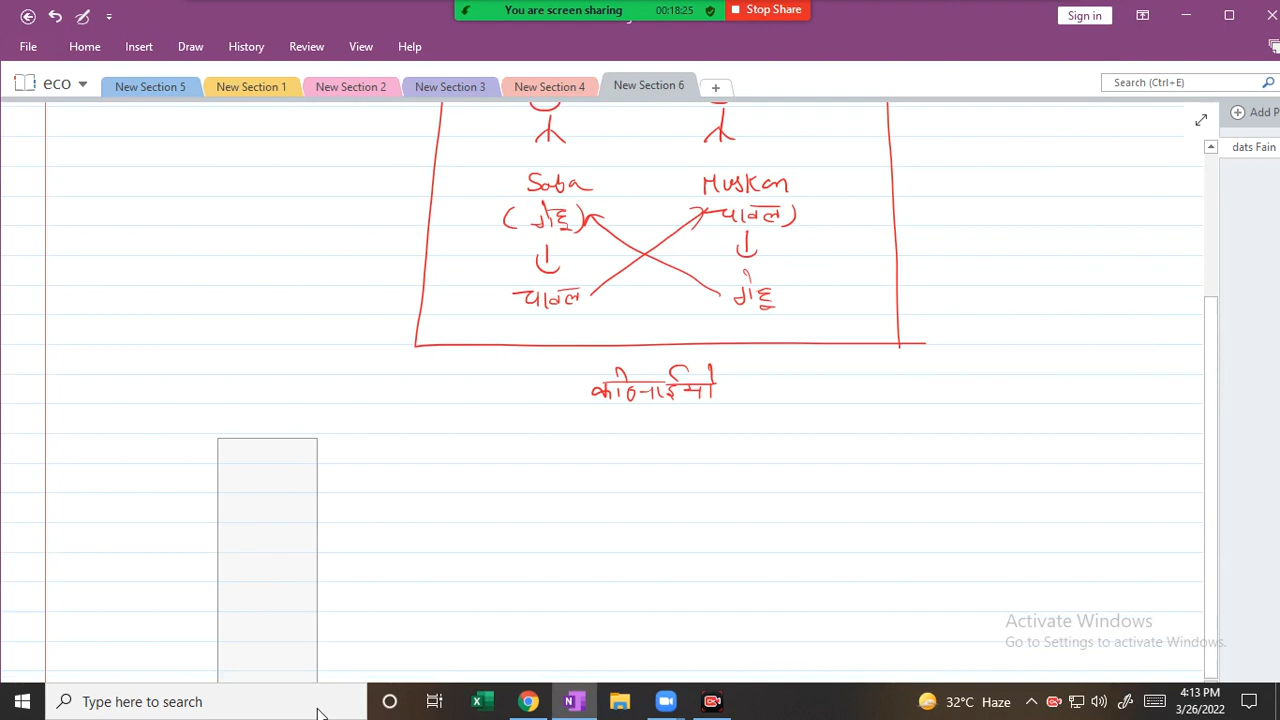 You are screen sharing 00:18:25 Stop Share
Sign in
File Home Insert Draw History Review View Help
eco New Section 5 New Section 1 New Section 2 New Section 3 New Section 4 New Section 6 Search (Ctrl+E)
Add P
dats Fain
Saba Muskan
(गेहूँ) चावल)
चावल गेहूँ
कठिनाईयाँ
Activate Windows
Go to Settings to activate Windows.
Type here to search 32°C Haze 4:13 PM
3/26/2022